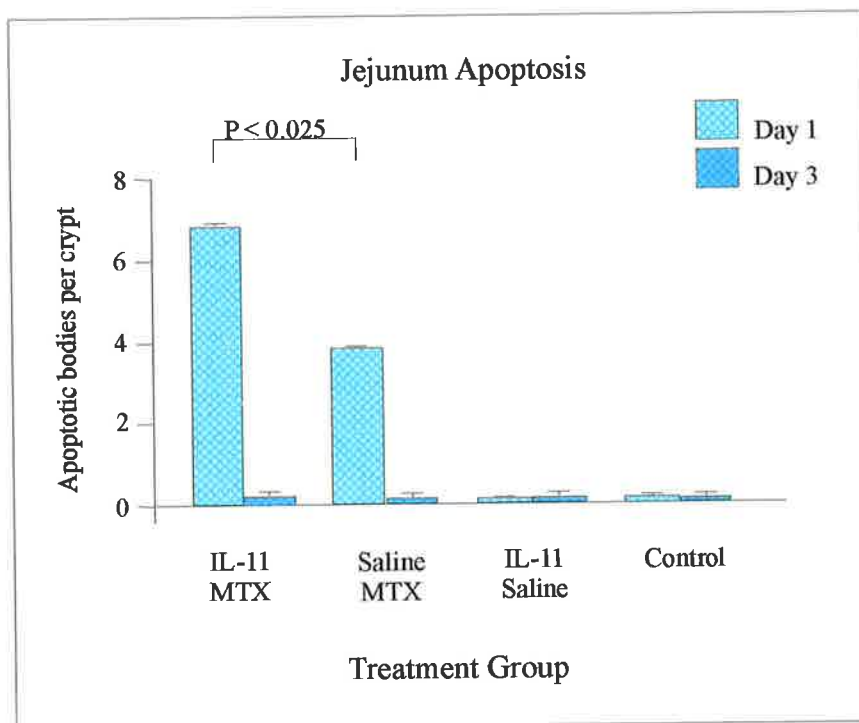 Jejunum Apoptosis
P < 0.025
Day 1
Day 3
Apoptotic bodies per crypt
8
6
4
2
0
IL-11
MTX
Saline
MTX
IL-11
Saline
Control
Treatment Group